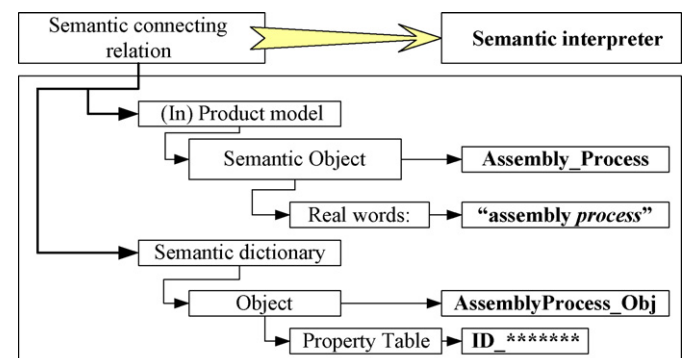 Semantic connecting
relation
Semantic interpreter
(In) Product model
Semantic Object
Assembly_Process
Real words:
“assembly process”
Semantic dictionary
Object
AssemblyProcess_Obj
Property Table
ID_*******